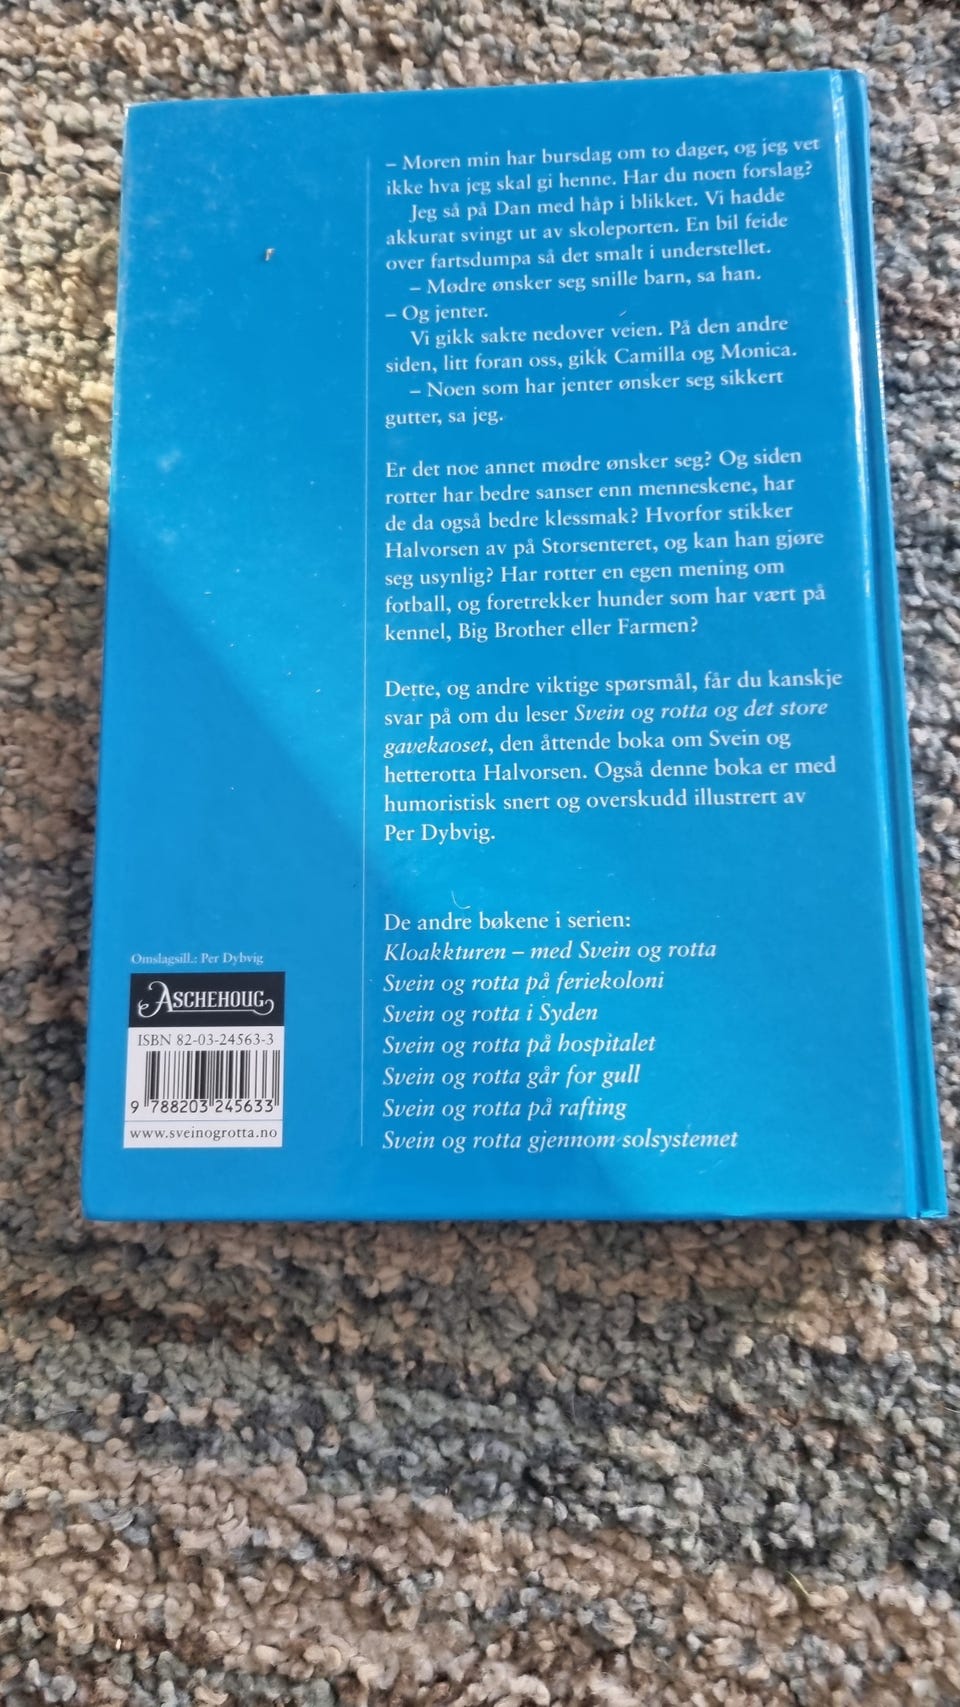 – Moren min har bursdag om to dager, og jeg vet
ikke hva jeg skal gi henne. Har du noen forslag?
Jeg så på Dan med håp i blikket. Vi hadde
akkurat svingt ut av skoleporten. En bil feide
over fartsdumpa så det smalt i understellet.
– Mødre ønsker seg snille barn, sa han.
– Og jenter.
Vi gikk sakte nedover veien. På den andre
siden, litt foran oss, gikk Camilla og Monica.
– Noen som har jenter ønsker seg sikkert
gutter, sa jeg.
Er det noe annet mødre ønsker seg? Og siden
rotter har bedre sanser enn menneskene, har
de da også bedre klessmak? Hvorfor stikker
Halvorsen av på Storsenteret, og kan han gjøre
seg usynlig? Har rotter en egen mening om
fotball, og foretrekker hunder som har vært på
kennel, Big Brother eller Farmen?
Dette, og andre viktige spørsmål, får du kanskje
svar på om du leser Svein og rotta og det store
gavekaoset, den åttende boka om Svein og
hetterotta Halvorsen. Også denne boka er med
humoristisk snert og overskudd illustrert av
Per Dybvig.
De andre bøkene i serien:
Kloakkturen – med Svein og rotta
Svein og rotta på feriekoloni
Svein og rotta i Syden
Svein og rotta på hospitalet
Svein og rotta går for gull
Svein og rotta på rafting
Svein og rotta gjennom solsystemet
Omslagsill.: Per Dybvig
ASCHEHOUG
ISBN 82-03-24563-3
9 788203 245633
www.sveinogrotta.no